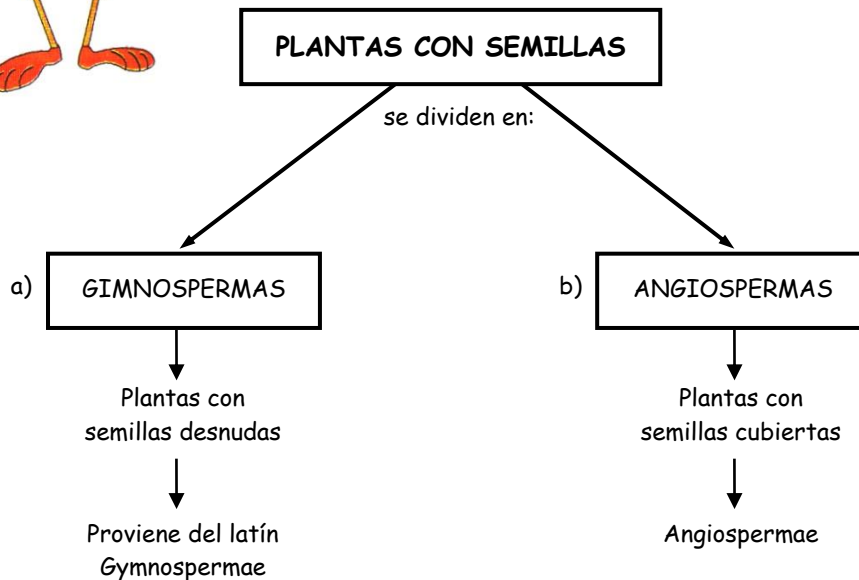 PLANTAS CON SEMILLAS
se dividen en:
a) GIMNOSPERMAS
Plantas con
semillas desnudas
Proviene del latín
Gymnospermae
b) ANGIOSPERMAS
Plantas con
semillas cubiertas
Angiospermae